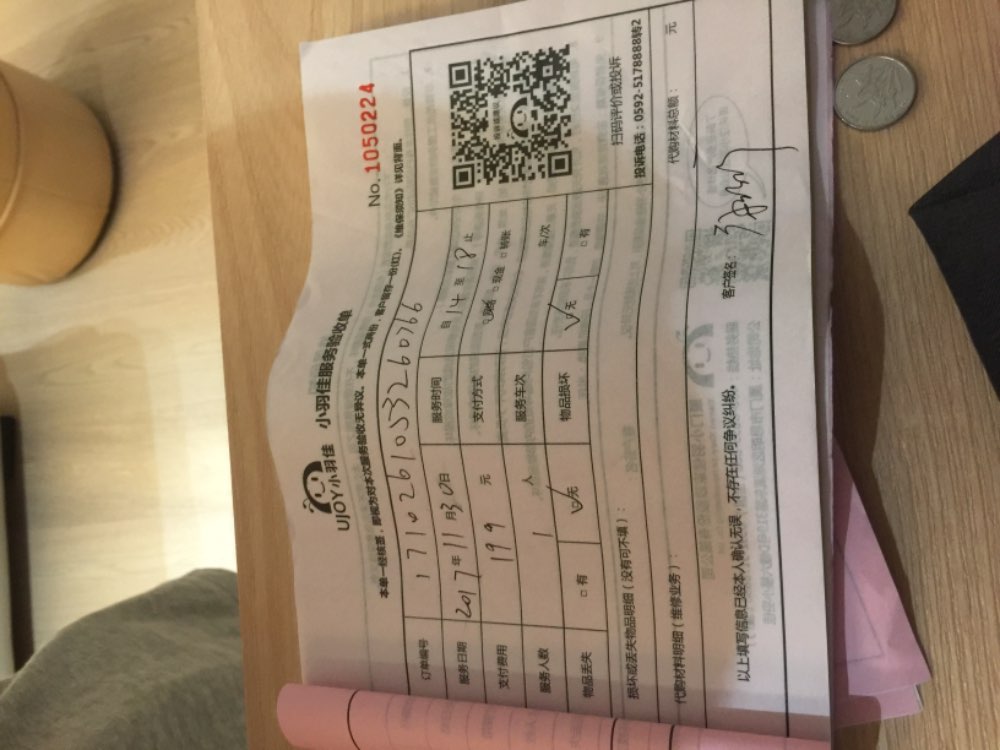 UJOY小羽佳 小羽佳服务验收单
No. 1050224
本单一经核签，即视为对本次服务验收无异议。本单一式两份，客户留存一份(红)，《维保须知》详见背面。
订单编号 17102610533260766
服务日期 2017年11月30日 服务时间 自14至18止
支付费用 199 元 支付方式 □现金 □转账
服务人数 1 人 服务车次 车/次
物品丢失 □有 无 物品损坏 无 □有
扫码评价或投诉
投诉电话：0592-5178888转2
损坏或丢失物品明细（没有可不填）：
代购材料明细（维修业务）： 代购材料总额： 元
以上填写信息已经本人确认无误，不存在任何争议纠纷。 客户签名：